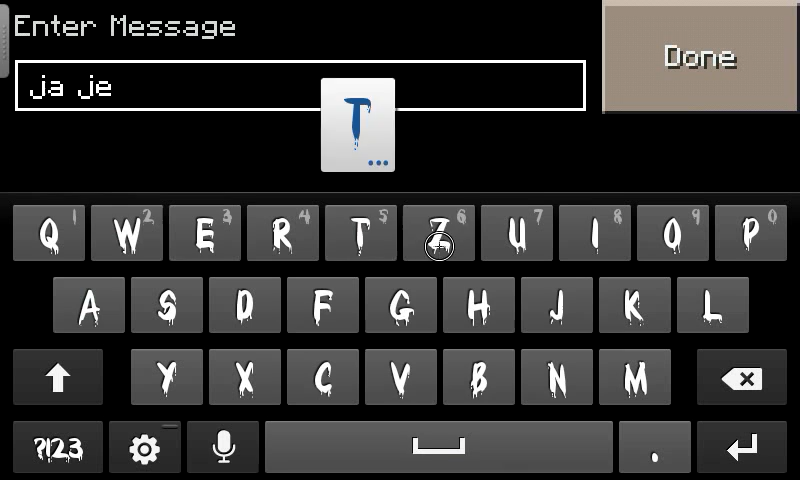 Enter Message
Done
ja je
T
...
Q 1 W 2 E 3 R 4 T 5 Z 6 U 7 I 8 O 9 P 0
A S D F G H J K L
Y X C V B N M
?123 .